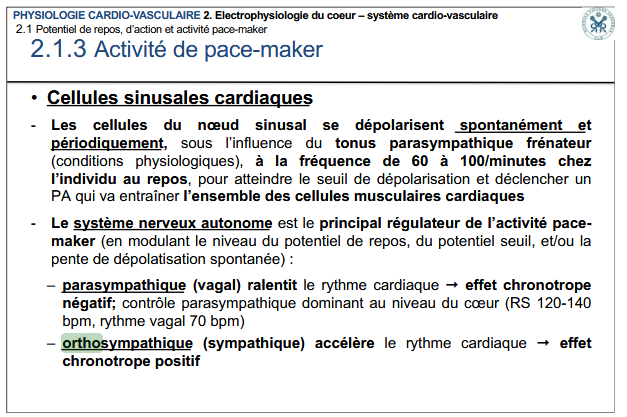 PHYSIOLOGIE CARDIO-VASCULAIRE 2. Electrophysiologie du coeur – système cardio-vasculaire
2.1 Potentiel de repos, d'action et activité pace-maker
2.1.3 Activité de pace-maker
• Cellules sinusales cardiaques
- Les cellules du nœud sinusal se dépolarisent spontanément et
périodiquement, sous l'influence du tonus parasympathique frénateur
(conditions physiologiques), à la fréquence de 60 à 100/minutes chez
l'individu au repos, pour atteindre le seuil de dépolarisation et déclencher un
PA qui va entraîner l'ensemble des cellules musculaires cardiaques
- Le système nerveux autonome est le principal régulateur de l'activité pace-
maker (en modulant le niveau du potentiel de repos, du potentiel seuil, et/ou la
pente de dépolatisation spontanée) :
– parasympathique (vagal) ralentit le rythme cardiaque → effet chronotrope
négatif; contrôle parasympathique dominant au niveau du cœur (RS 120-140
bpm, rythme vagal 70 bpm)
– orthosympathique (sympathique) accélère le rythme cardiaque → effet
chronotrope positif